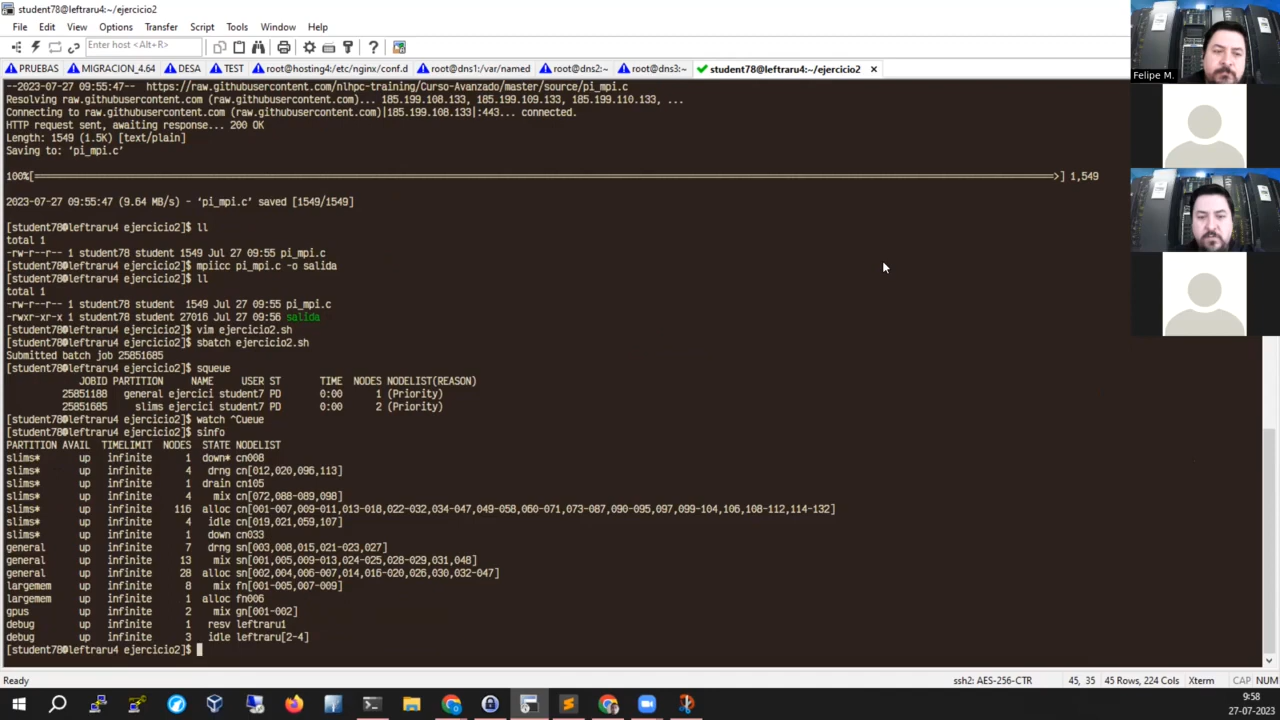 student78@leftraru4:~/ejercicio2
File Edit View Options Transfer Script Tools Window Help
Enter host <Alt+R>
PRUEBAS MIGRACION_4.64 DESA TEST root@hosting4:/etc/nginx/conf.d root@dns1:/var/named root@dns2:~ root@dns3:~ student78@leftraru4:~/ejercicio2
--2023-07-27 09:55:47-- https://raw.githubusercontent.com/nlhpc-training/Curso-Avanzado/master/source/pi_mpi.c
Resolving raw.githubusercontent.com (raw.githubusercontent.com)... 185.199.108.133, 185.199.109.133, 185.199.110.133, ...
Connecting to raw.githubusercontent.com (raw.githubusercontent.com)|185.199.108.133|:443... connected.
HTTP request sent, awaiting response... 200 OK
Length: 1549 (1.5K) [text/plain]
Saving to: ‘pi_mpi.c’
100%[=====================================================================================>] 1,549
2023-07-27 09:55:47 (9.64 MB/s) - ‘pi_mpi.c’ saved [1549/1549]
[student78@leftraru4 ejercicio2]$ ll
total 1
-rw-r--r-- 1 student78 student 1549 Jul 27 09:55 pi_mpi.c
[student78@leftraru4 ejercicio2]$ mpiicc pi_mpi.c -o salida
[student78@leftraru4 ejercicio2]$ ll
total 1
-rw-r--r-- 1 student78 student 1549 Jul 27 09:55 pi_mpi.c
-rwxr-xr-x 1 student78 student 27016 Jul 27 09:56 salida
[student78@leftraru4 ejercicio2]$ vim ejercicio2.sh
[student78@leftraru4 ejercicio2]$ sbatch ejercicio2.sh
Submitted batch job 25851685
[student78@leftraru4 ejercicio2]$ squeue
JOBID PARTITION NAME USER ST TIME NODES NODELIST(REASON)
25851188 general ejercici student7 PD 0:00 1 (Priority)
25851685 slims ejercici student7 PD 0:00 2 (Priority)
[student78@leftraru4 ejercicio2]$ watch ^Cueue
[student78@leftraru4 ejercicio2]$ sinfo
PARTITION AVAIL TIMELIMIT NODES STATE NODELIST
slims* up infinite 1 down* cn008
slims* up infinite 4 drng cn[012,020,096,113]
slims* up infinite 1 drain cn105
slims* up infinite 4 mix cn[072,088-089,098]
slims* up infinite 116 alloc cn[001-007,009-011,013-018,022-032,034-047,049-058,060-071,073-087,090-095,097,099-104,106,108-112,114-132]
slims* up infinite 4 idle cn[019,021,059,107]
slims* up infinite 1 down cn033
general up infinite 7 drng sn[003,008,015,021-023,027]
general up infinite 13 mix sn[001,005,009-013,024-025,028-029,031,048]
general up infinite 28 alloc sn[002,004,006-007,014,016-020,026,030,032-047]
largemem up infinite 8 mix fn[001-005,007-009]
largemem up infinite 1 alloc fn006
gpus up infinite 2 mix gn[001-002]
debug up infinite 1 resv leftraru1
debug up infinite 3 idle leftraru[2-4]
[student78@leftraru4 ejercicio2]$
Felipe M.
Ready ssh2: AES-256-CTR 45, 35 45 Rows, 224 Cols Xterm CAP NUM
9:58
27-07-2023